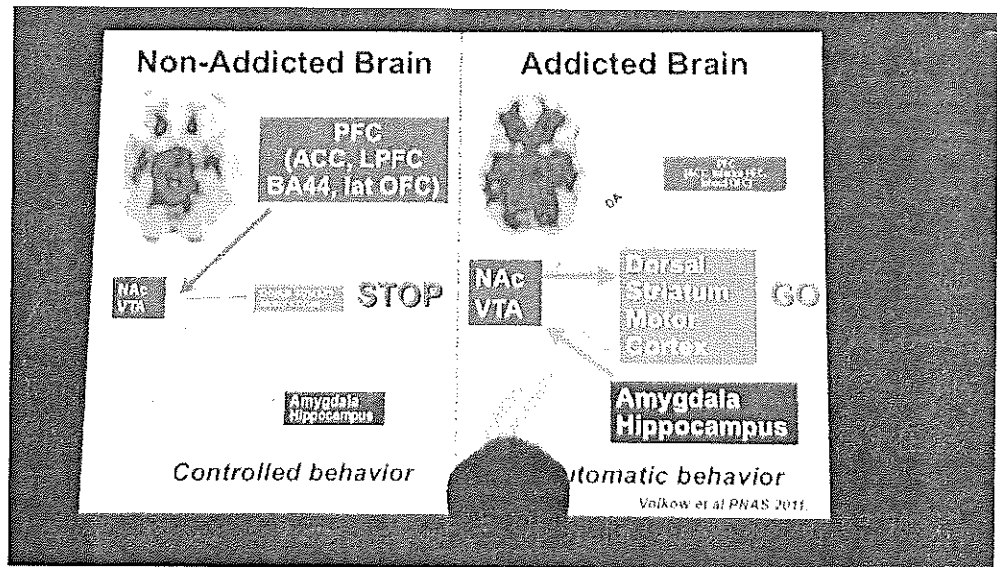 Non-Addicted Brain
PFC
(ACC, LPFC
BA44, lat OFC)
NAc
VTA
STOP
Amygdala
Hippocampus
Controlled behavior
Addicted Brain
DA
NAc
VTA
Dorsal
Striatum
Motor
Cortex
GO
Amygdala
Hippocampus
utomatic behavior
Volkow et al PNAS 2011.